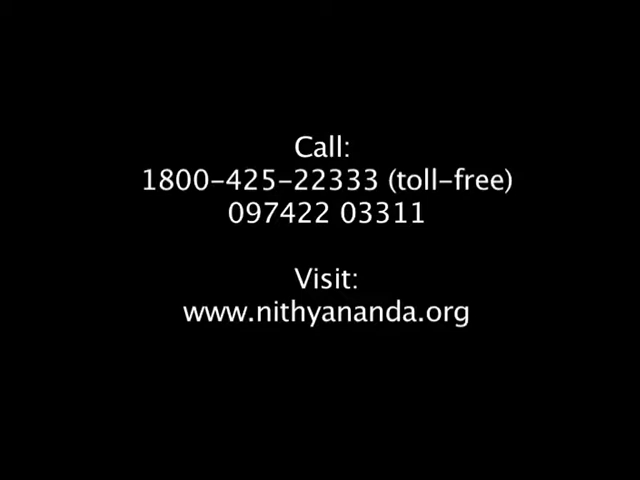 Call:
1800-425-22333 (toll-free)
097422 03311
Visit:
www.nithyananda.org